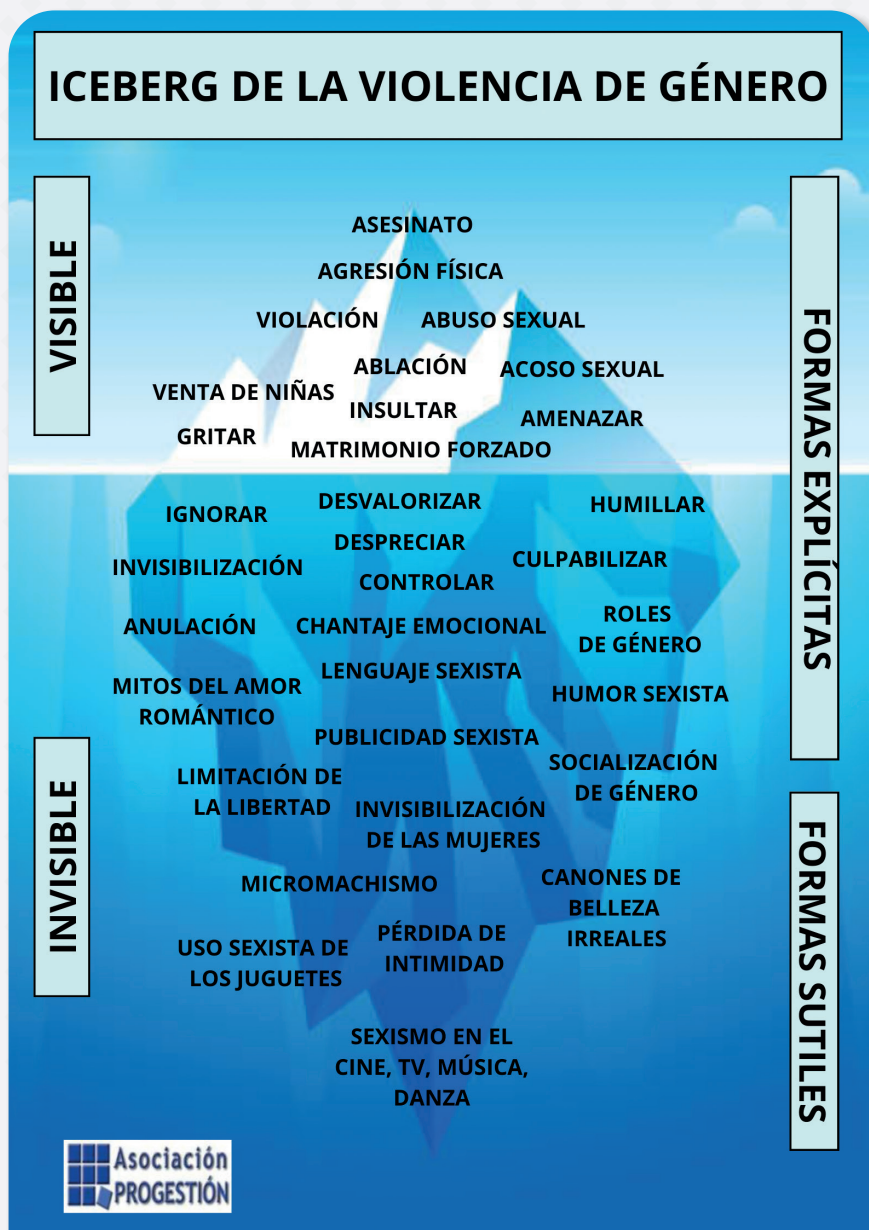 ICEBERG DE LA VIOLENCIA DE GÉNERO
VISIBLE
FORMAS EXPLÍCITAS
ASESINATO
AGRESIÓN FÍSICA
VIOLACIÓN
ABUSO SEXUAL
ABLACIÓN
ACOSO SEXUAL
VENTA DE NIÑAS
INSULTAR
AMENAZAR
GRITAR
MATRIMONIO FORZADO
IGNORAR
DESVALORIZAR
HUMILLAR
DESPRECIAR
INVISIBILIZACIÓN
CULPABILIZAR
CONTROLAR
ANULACIÓN
CHANTAJE EMOCIONAL
ROLES
DE GÉNERO
LENGUAJE SEXISTA
MITOS DEL AMOR
ROMÁNTICO
HUMOR SEXISTA
PUBLICIDAD SEXISTA
INVISIBLE
FORMAS SUTILES
LIMITACIÓN DE
LA LIBERTAD
SOCIALIZACIÓN
DE GÉNERO
INVISIBILIZACIÓN
DE LAS MUJERES
MICROMACHISMO
CANONES DE
BELLEZA
IRREALES
USO SEXISTA DE
LOS JUGUETES
PÉRDIDA DE
INTIMIDAD
SEXISMO EN EL
CINE, TV, MÚSICA,
DANZA
Asociación
PROGESTIÓN